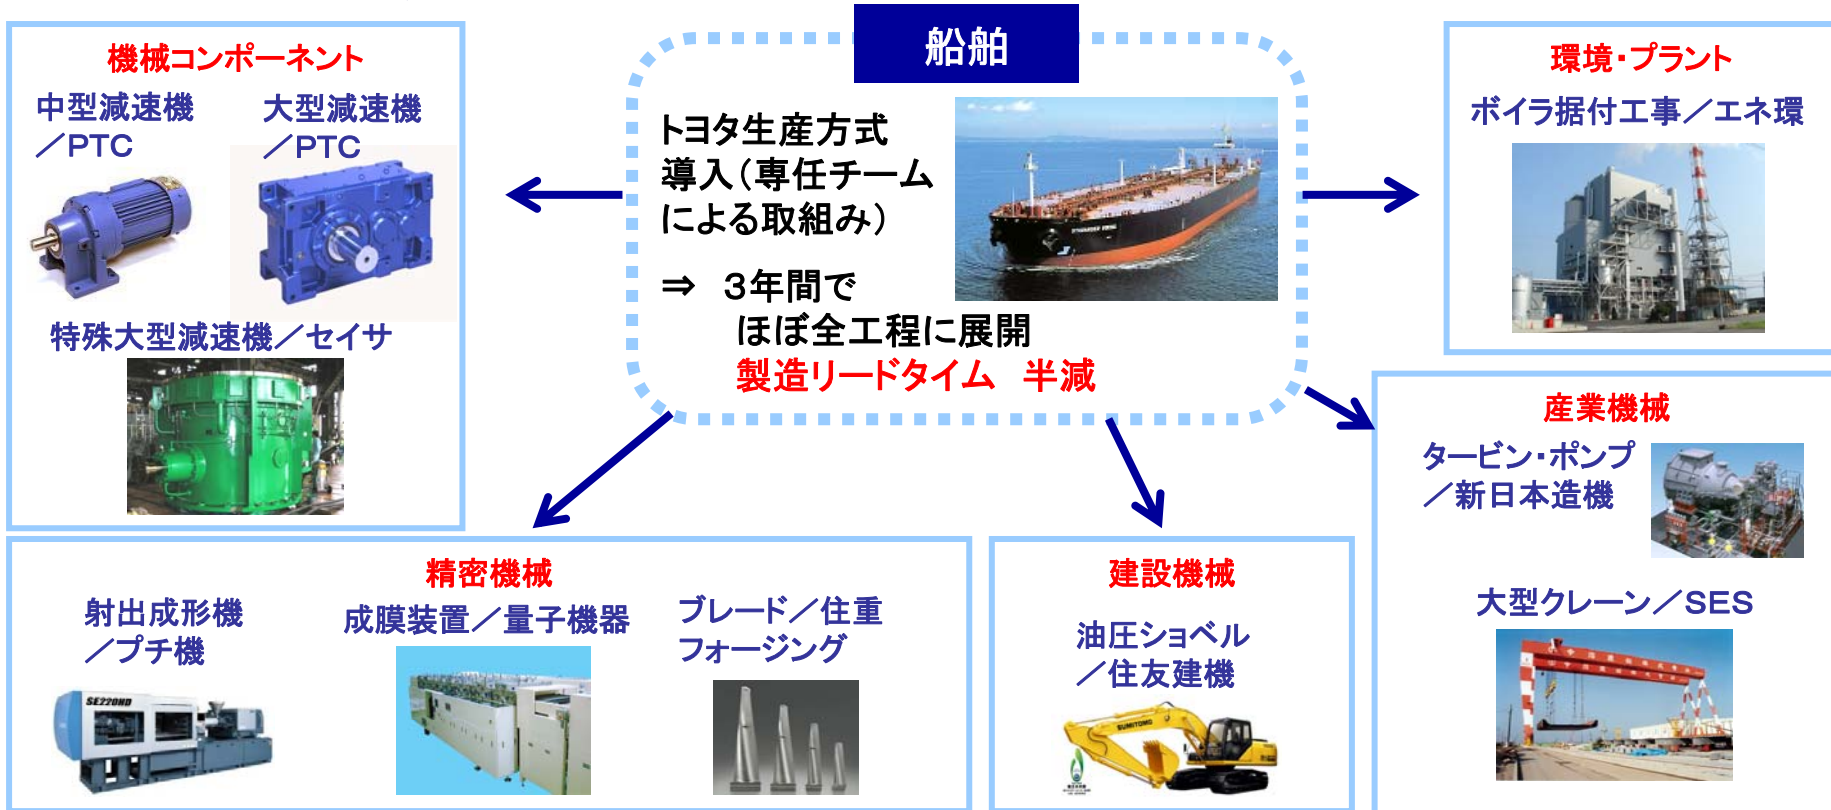 船舶
トヨタ生産方式
導入(専任チーム
による取組み)
⇒ 3年間で
ほぼ全工程に展開
製造リードタイム 半減
機械コンポーネント
中型減速機
/PTC
大型減速機
/PTC
特殊大型減速機/セイサ
環境・プラント
ボイラ据付工事/エネ環
産業機械
タービン・ポンプ
/新日本造機
大型クレーン/SES
精密機械
射出成形機
/プチ機
SE220HD
成膜装置/量子機器
ブレード/住重
フォージング
建設機械
油圧ショベル
/住友建機
SUMITOMO